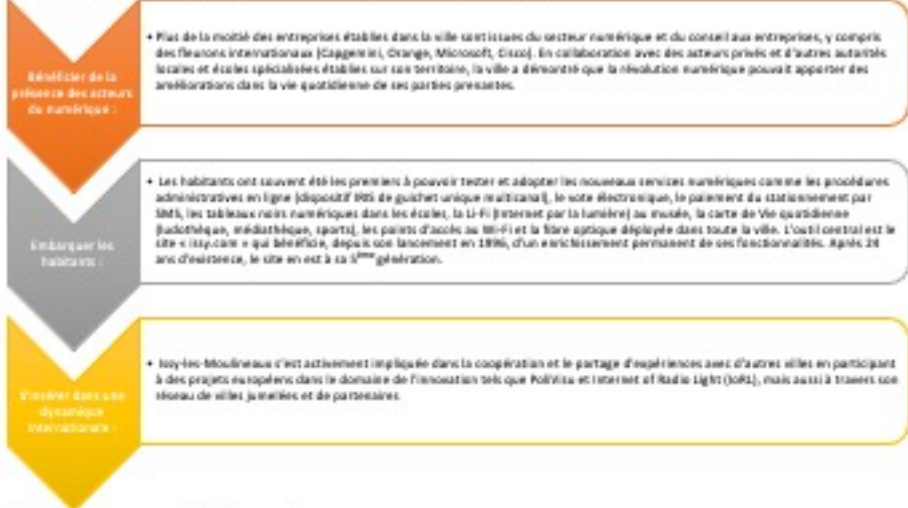 Bénéficier de la
présence des acteurs
du numérique :
• Plus de la moitié des entreprises établies dans la ville sont issues du secteur numérique et du conseil aux entreprises, y compris
des fleurons internationaux (Capgemini, Orange, Microsoft, Cisco). En collaboration avec des acteurs privés et d'autres autorités
locales et écoles spécialisées établies sur son territoire, la ville a démontré que la révolution numérique pouvait apporter des
améliorations dans la vie quotidienne de ses parties prenantes.
Embarquer les
habitants :
• Les habitants ont souvent été les premiers à pouvoir tester et adopter les nouveaux services numériques comme les procédures
administratives en ligne (dispositif IRIS de guichet unique multicanal), le vote électronique, le paiement du stationnement par
SMS, les tableaux noirs numériques dans les écoles, la Li-Fi (Internet par la lumière) au musée, la carte de Vie quotidienne
(ludothèque, médiathèque, sports), les points d'accès au Wi-Fi et la fibre optique déployée dans toute la ville. L'outil central est le
site « issy.com » qui bénéficie, depuis son lancement en 1996, d'un enrichissement permanent de ses fonctionnalités. Après 24
ans d'existence, le site en est à sa 5ème génération.
S'insérer dans une
dynamique
internationale :
• Issy-les-Moulineaux s'est activement impliquée dans la coopération et le partage d'expériences avec d'autres villes en participant
à des projets européens dans le domaine de l'innovation tels que PoliVisu et Internet of Radio Light (IoRL), mais aussi à travers son
réseau de villes jumelées et de partenaires